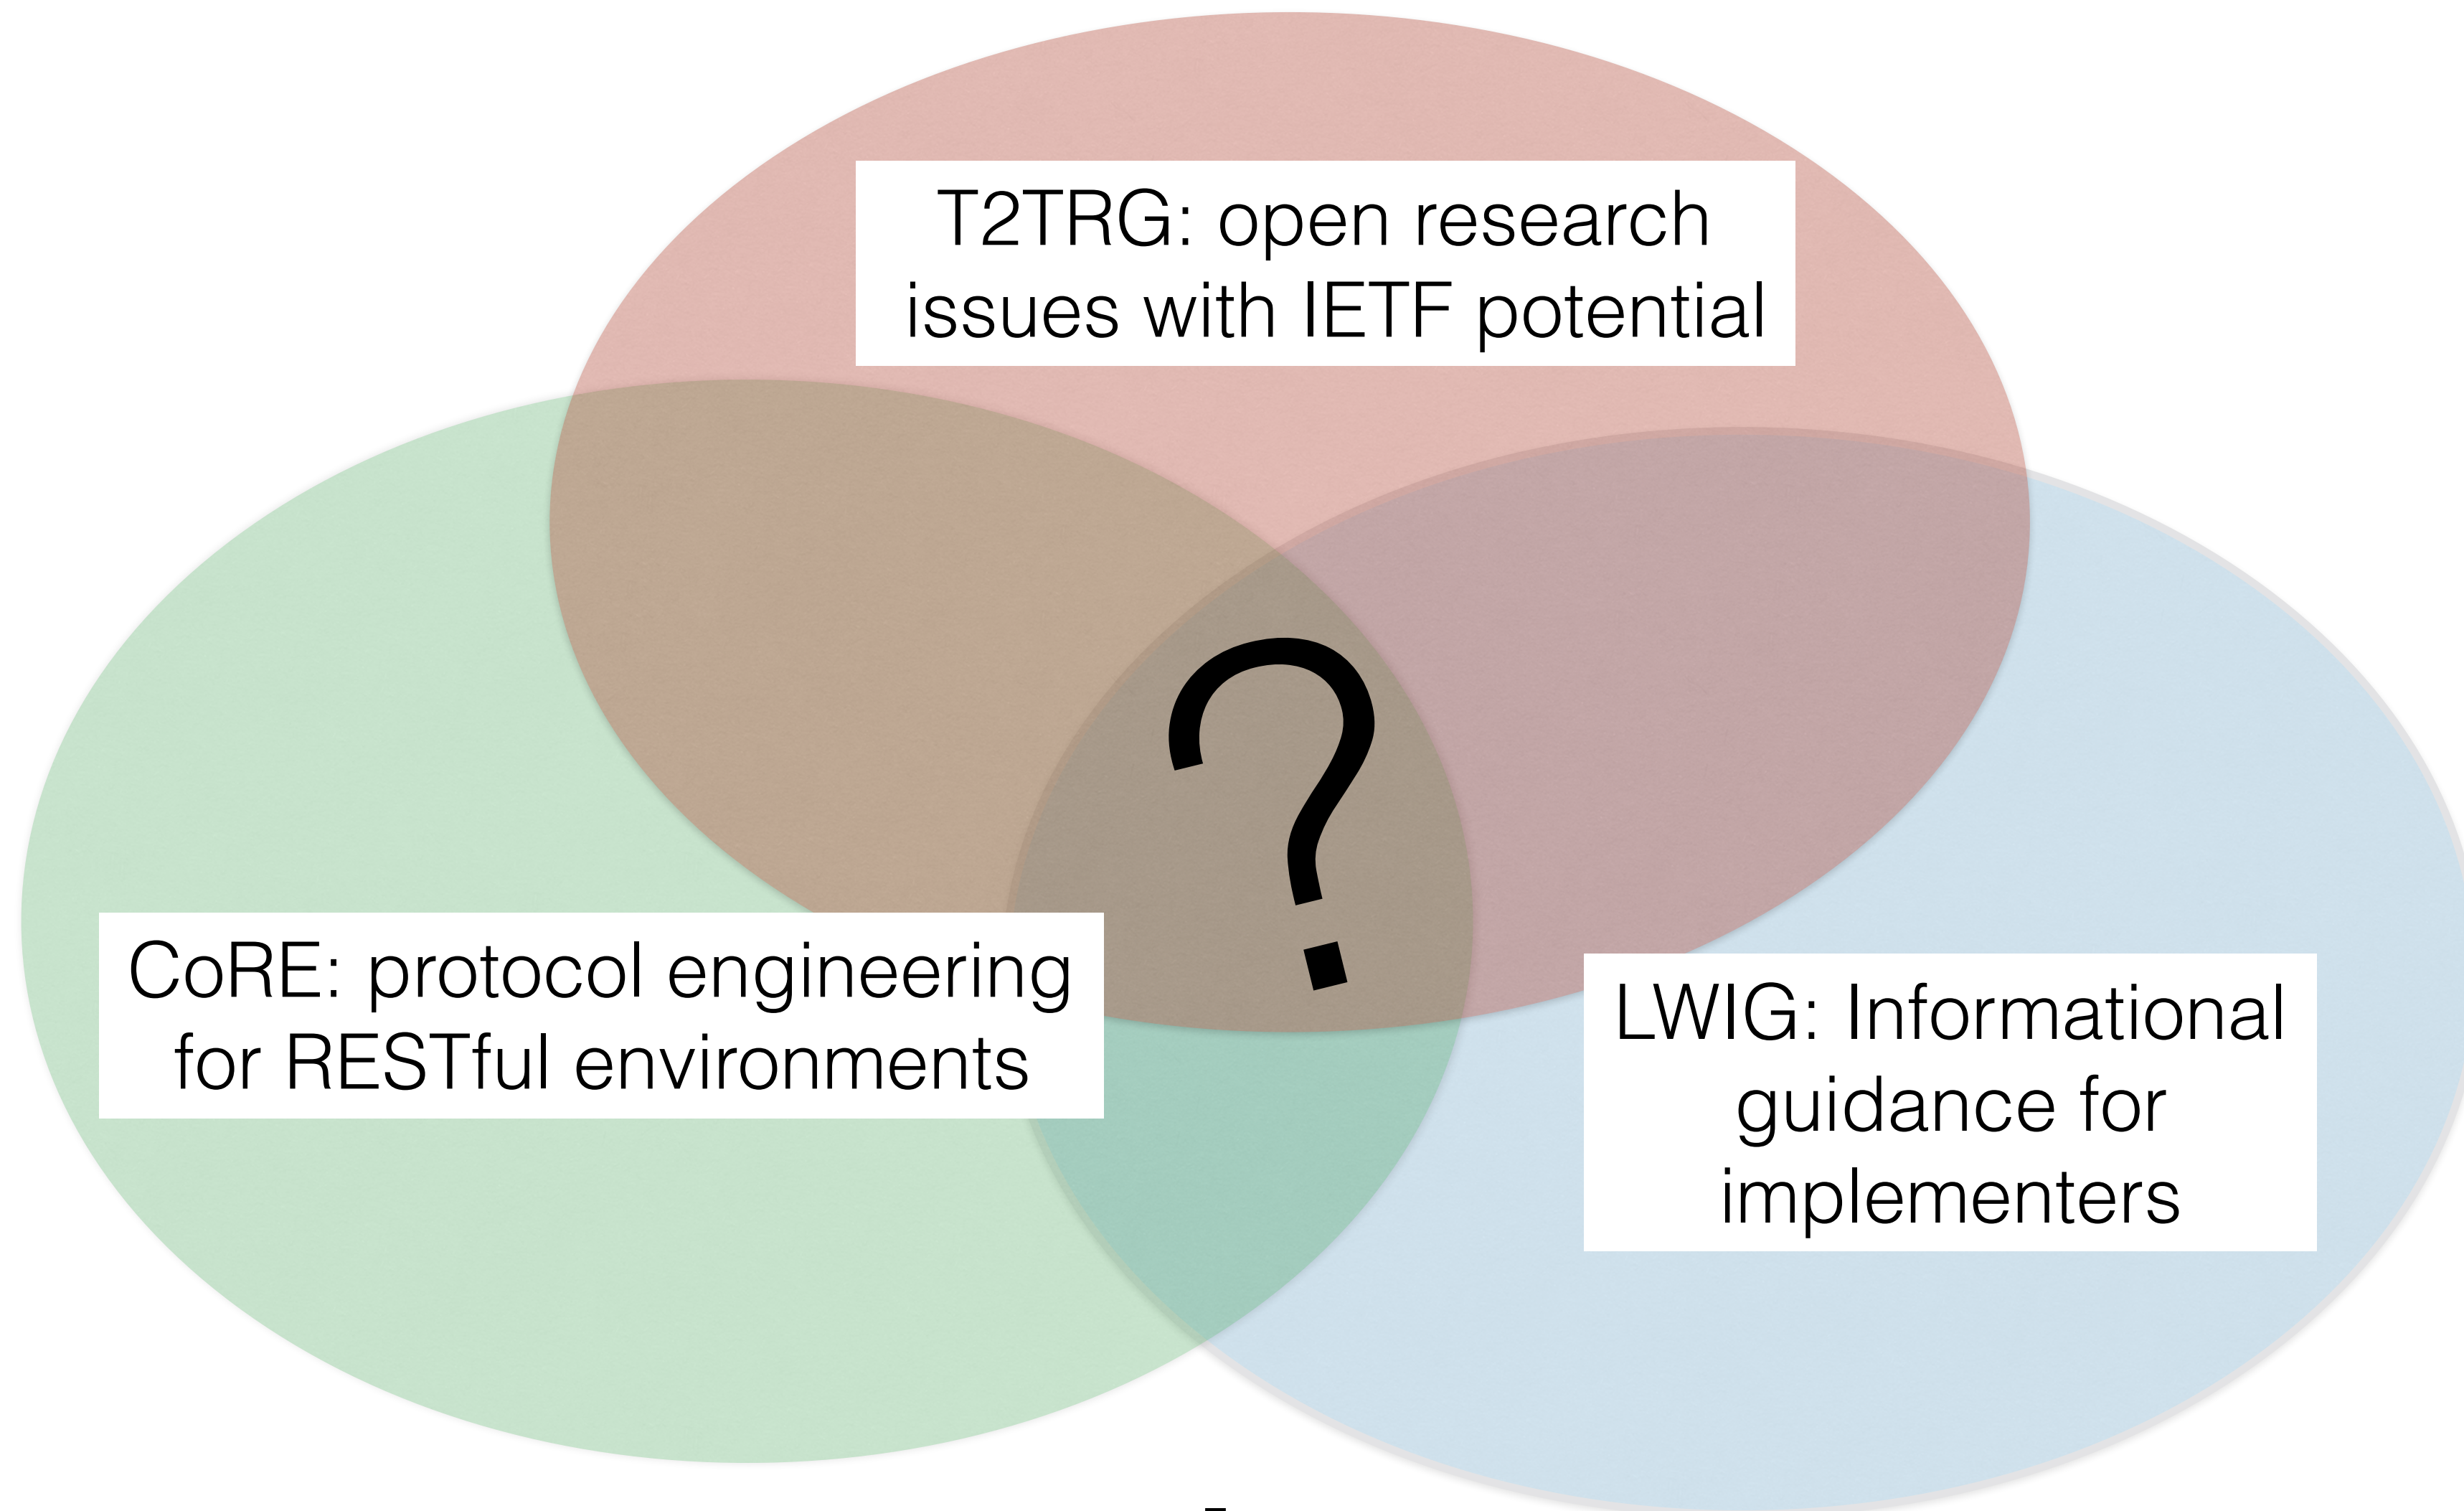 T2TRG: open research
issues with IETF potential
?
CoRE: protocol engineering
for RESTful environments
LWIG: Informational
guidance for
implementers